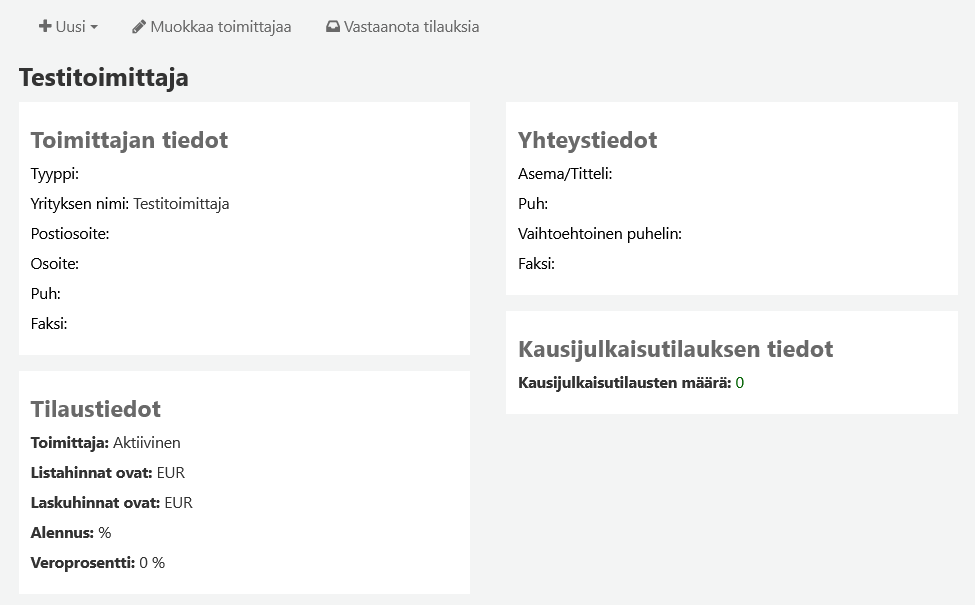 Uusi
Muokkaa toimittajaa
Vastaanota tilauksia
Testitoimittaja
Toimittajan tiedot
Tyyppi:
Yrityksen nimi: Testitoimittaja
Postiosoite:
Osoite:
Puh:
Faksi:
Tilaustiedot
Toimittaja: Aktiivinen
Listahinnat ovat: EUR
Laskuhinnat ovat: EUR
Alennus: %
Veroprosentti: 0 %
Yhteystiedot
Asema/Titteli:
Puh:
Vaihtoehtoinen puhelin:
Faksi:
Kausijulkaisutilauksen tiedot
Kausijulkaisutilausten määrä: 0